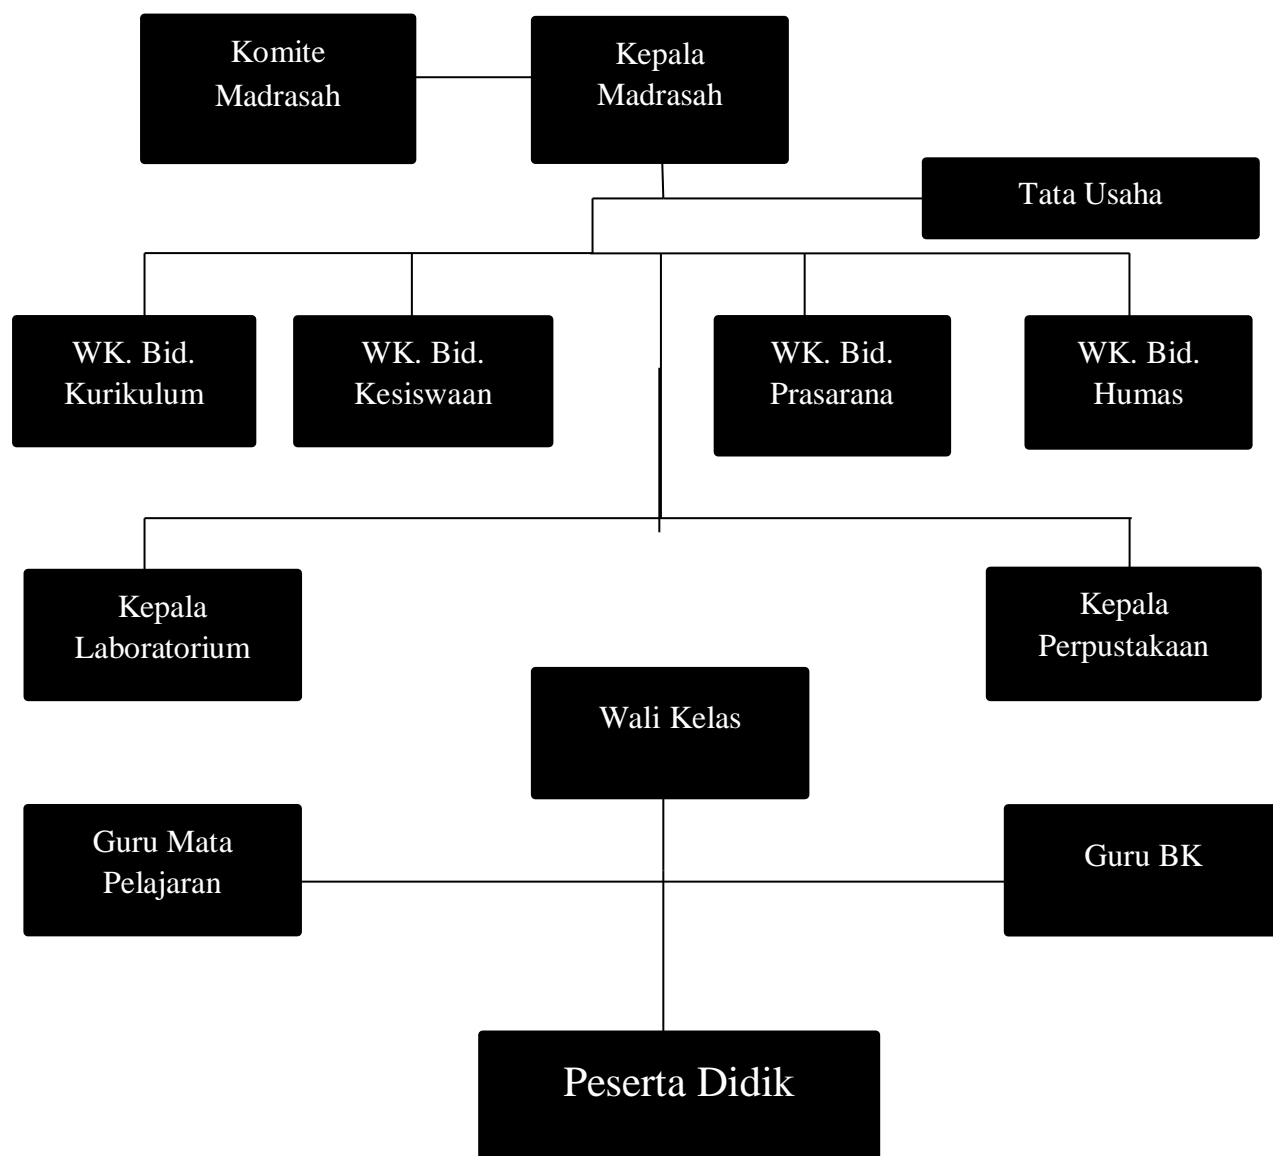 Komite
Madrasah
Kepala
Madrasah
Tata Usaha
WK. Bid.
Kurikulum
WK. Bid.
Kesiswaan
WK. Bid.
Prasarana
WK. Bid.
Humas
Kepala
Laboratorium
Kepala
Perpustakaan
Wali Kelas
Guru Mata
Pelajaran
Guru BK
Peserta Didik